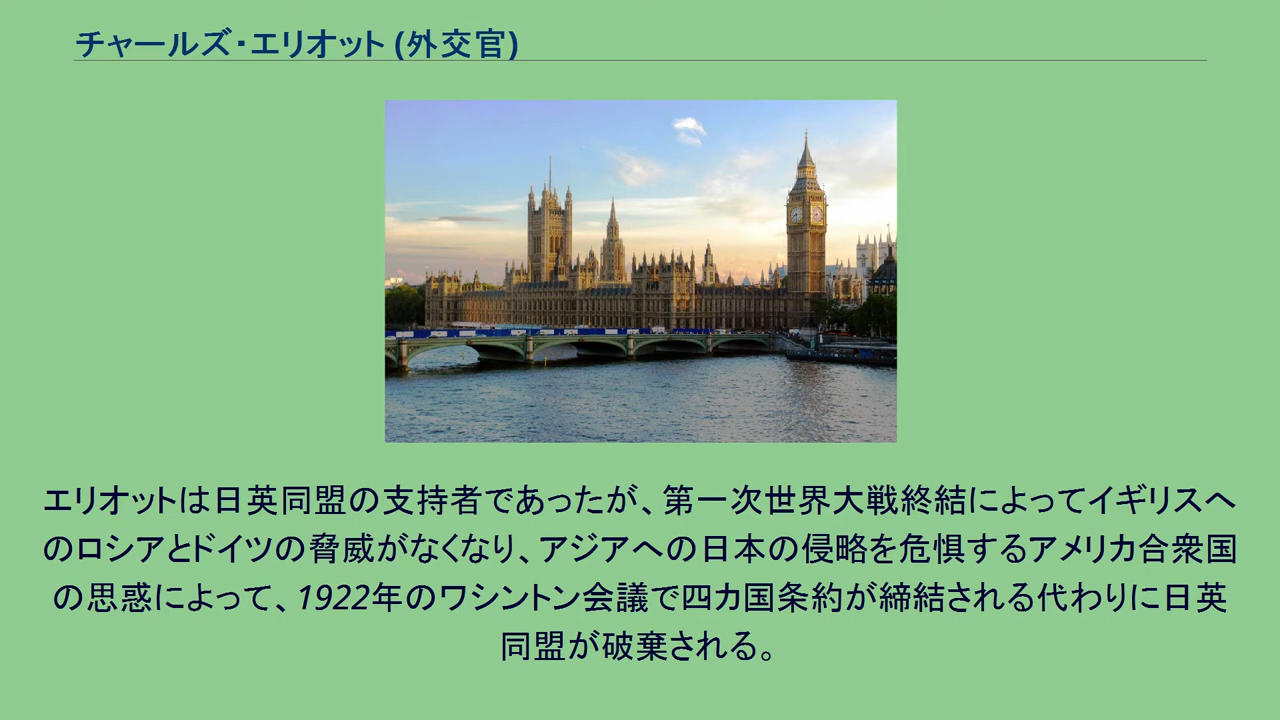 チャールズ・エリオット (外交官)
エリオットは日英同盟の支持者であったが、第一次世界大戦終結によってイギリスへ
のロシアとドイツの脅威がなくなり、アジアへの日本の侵略を危惧するアメリカ合衆国
の思惑によって、1922年のワシントン会議で四カ国条約が締結される代わりに日英
同盟が破棄される。